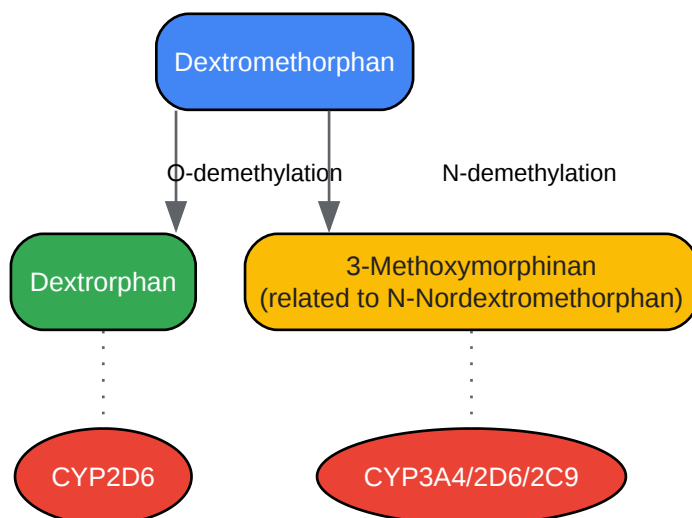 Dextromethorphan
O-demethylation
N-demethylation
Dextrorphan
3-Methoxymorphinan
(related to N-Nordextromethorphan)
CYP2D6
CYP3A4/2D6/2C9